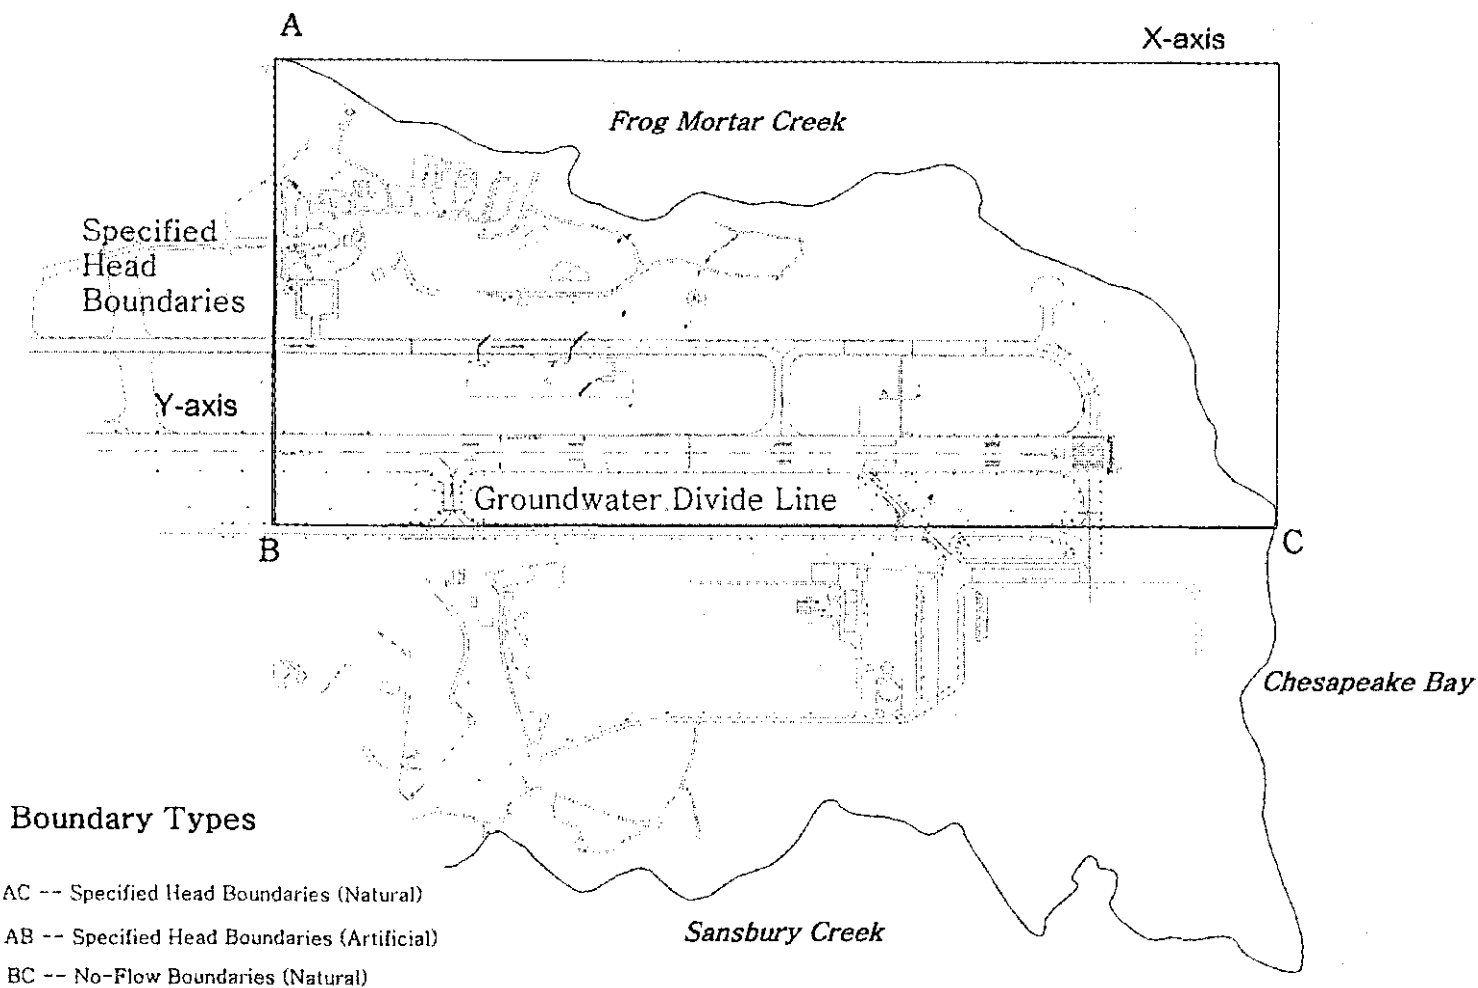 A
X-axis
Frog Mortar Creek
Specified
Head
Boundaries
Y-axis
Groundwater Divide Line
B
C
Chesapeake Bay
Boundary Types
AC -- Specified Head Boundaries (Natural)
AB -- Specified Head Boundaries (Artificial)
Sansbury Creek
BC -- No-Flow Boundaries (Natural)